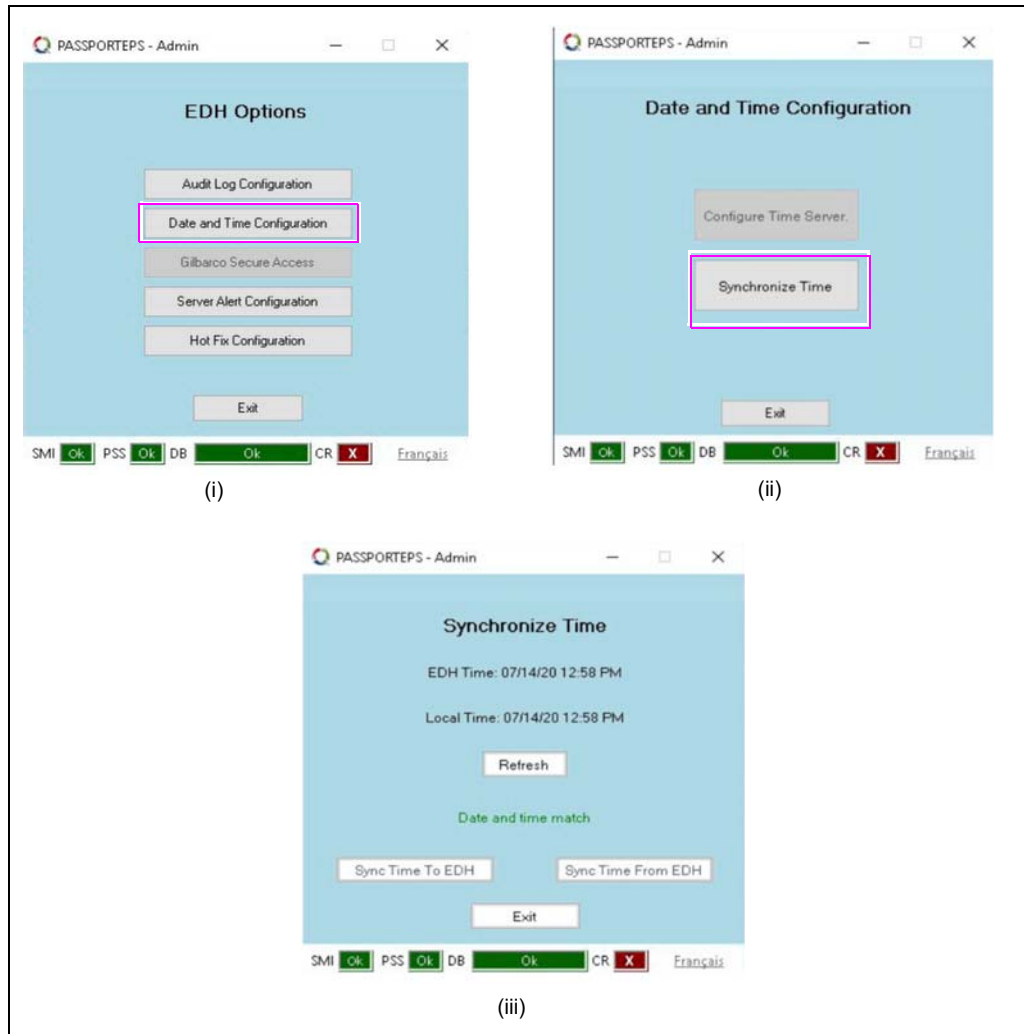 PASSPORTEPS - Admin
EDH Options
Audit Log Configuration
Date and Time Configuration
Gilbarco Secure Access
Server Alert Configuration
Hot Fix Configuration
Exit
SMI Ok PSS Ok DB Ok CR X Français
(i)
PASSPORTEPS - Admin
Date and Time Configuration
Configure Time Server.
Synchronize Time
Exit
SMI Ok PSS Ok DB Ok CR X Français
(ii)
PASSPORTEPS - Admin
Synchronize Time
EDH Time: 07/14/20 12:58 PM
Local Time: 07/14/20 12:58 PM
Refresh
Date and time match
Sync Time To EDH Sync Time From EDH
Exit
SMI Ok PSS Ok DB Ok CR X Français
(iii)